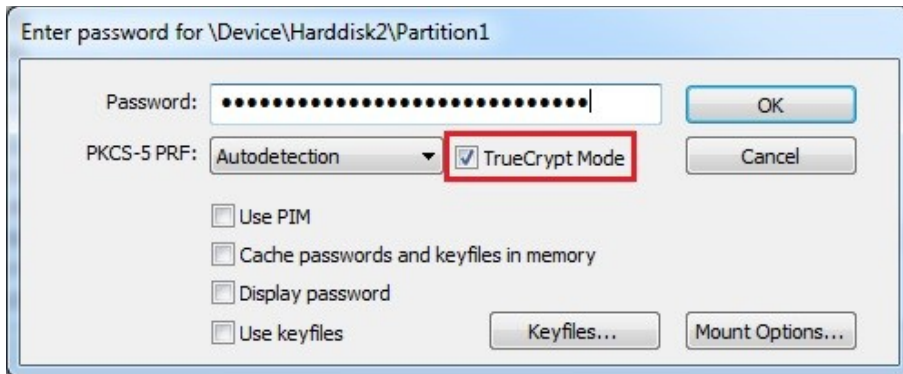 Enter password for \Device\Harddisk2\Partition1
Password: ●●●●●●●●●●●●●●●●●●●●●●●●●●●●● OK
PKCS-5 PRF: Autodetection TrueCrypt Mode Cancel
Use PIM
Cache passwords and keyfiles in memory
Display password
Use keyfiles Keyfiles... Mount Options...